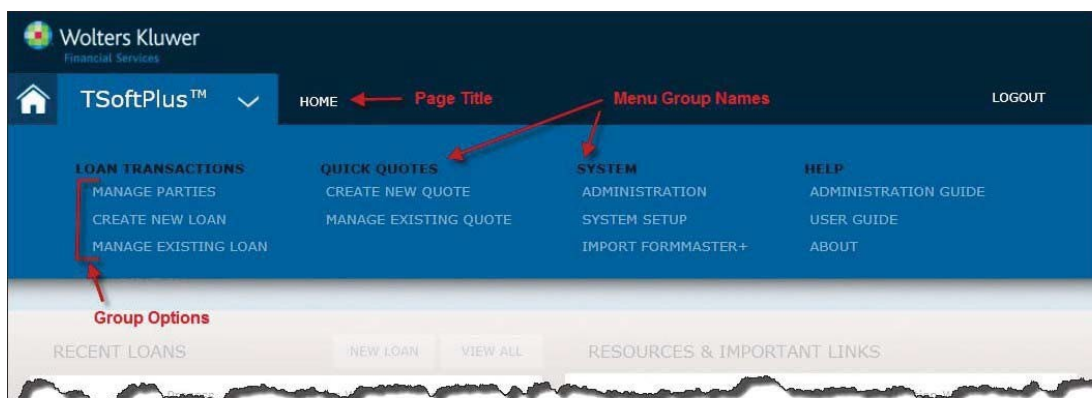 Wolters Kluwer
Financial Services
TSoftPlus™
HOME
Page Title
Menu Group Names
LOGOUT
LOAN TRANSACTIONS
MANAGE PARTIES
CREATE NEW LOAN
MANAGE EXISTING LOAN
QUICK QUOTES
CREATE NEW QUOTE
MANAGE EXISTING QUOTE
SYSTEM
ADMINISTRATION
SYSTEM SETUP
IMPORT FORMMASTER+
HELP
ADMINISTRATION GUIDE
USER GUIDE
ABOUT
Group Options
RECENT LOANS
NEW LOAN
VIEW ALL
RESOURCES & IMPORTANT LINKS